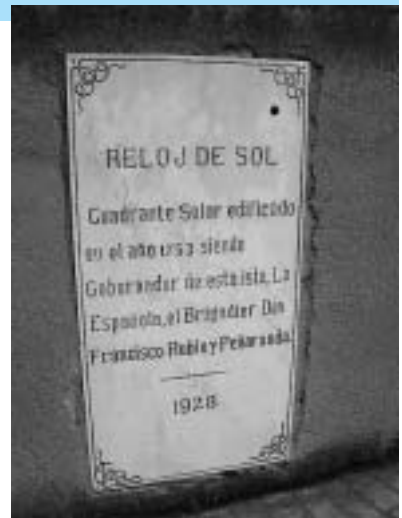 RELOJ DE SOL
Cuadrante Solar edificado
en el año 1753 siendo
Gobernador de esta isla, La
Española, el Brigadier Don
Francisco Rubio y Peñaranda.
1928